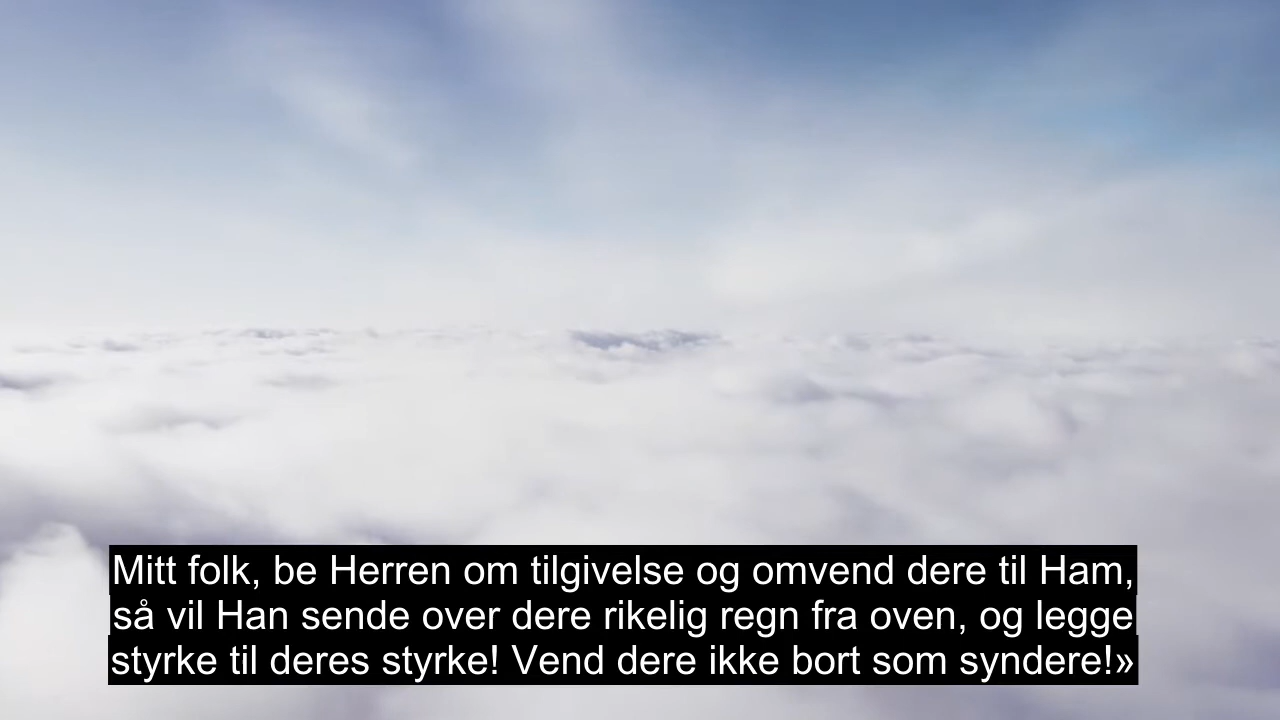 Mitt folk, be Herren om tilgivelse og omvend dere til Ham,
så vil Han sende over dere rikelig regn fra oven, og legge
styrke til deres styrke! Vend dere ikke bort som syndere!»